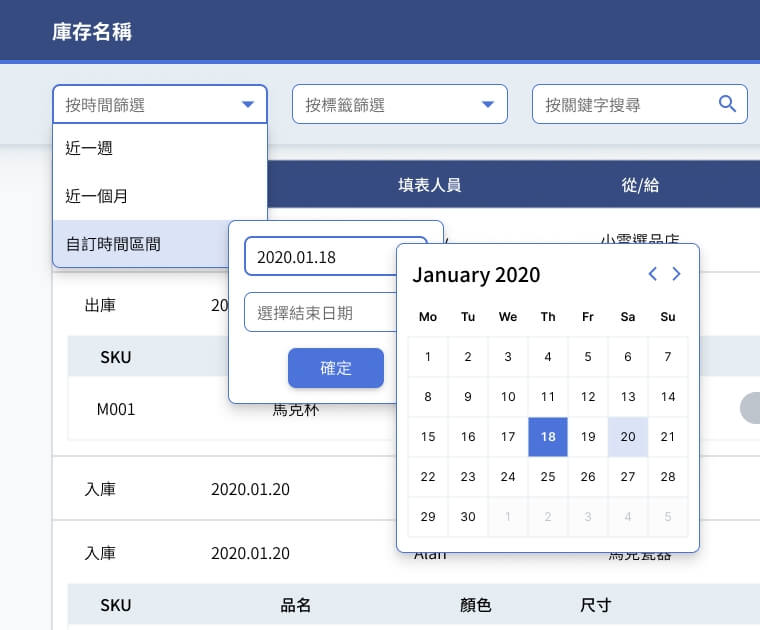 庫存名稱
按時間篩選 按標籤篩選 按關鍵字搜尋
近一週
近一個月
自訂時間區間
填表人員 從/給
小雲選品店
2020.01.18
選擇結束日期
確定
January 2020
Mo Tu We Th Fr Sa Su
1 2 3 4 5 6 7
8 9 10 11 12 13 14
15 16 17 18 19 20 21
22 23 24 25 26 27 28
29 30 1 2 3 4 5
出庫 20
SKU
M001 馬克杯
入庫 2020.01.20
入庫 2020.01.20 Alan 馬克瓷器
SKU 品名 顏色 尺寸